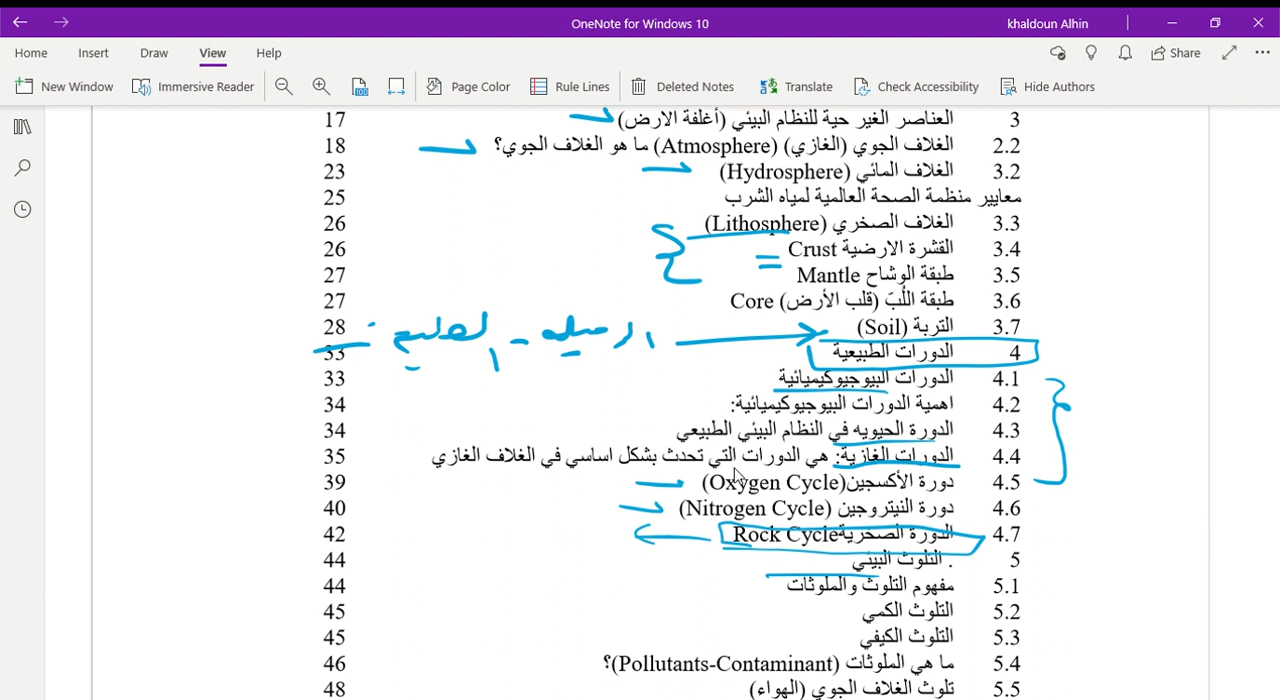 OneNote for Windows 10
khaldoun Alhin
Home Insert Draw View Help
Share
New Window Immersive Reader Page Color Rule Lines Deleted Notes Translate Check Accessibility Hide Authors
3 العناصر الغير حية للنظام البيئي (أغلفة الارض) 17
2.2 الغلاف الجوي (الغازي) (Atmosphere) ما هو الغلاف الجوي؟ 18
3.2 الغلاف المائي (Hydrosphere) 23
معايير منظمة الصحة العالمية لمياه الشرب 25
3.3 الغلاف الصخري (Lithosphere) 26
3.4 القشرة الارضية Crust 26
3.5 طبقة الوشاح Mantle 27
3.6 طبقة اللُبّ (قلب الأرض) Core 27
3.7 التربة (Soil) 28
4 الدورات الطبيعية 33
4.1 الدورات البيوجيوكيميائية 33
4.2 اهمية الدورات البيوجيوكيميائية: 34
4.3 الدورة الحيويه في النظام البيئي الطبيعي 34
4.4 الدورات الغازية: هي الدورات التي تحدث بشكل اساسي في الغلاف الغازي 35
4.5 دورة الأكسجين(Oxygen Cycle) 39
4.6 دورة النيتروجين (Nitrogen Cycle) 40
4.7 الدورة الصخريةRock Cycle 42
5 . التلوث البيئي 44
5.1 مفهوم التلوث والملوثات 44
5.2 التلوث الكمي 45
5.3 التلوث الكيفي 45
5.4 ما هي الملوثات (Pollutants-Contaminant)؟ 46
5.5 تلوث الغلاف الجوي (الهواء) 48